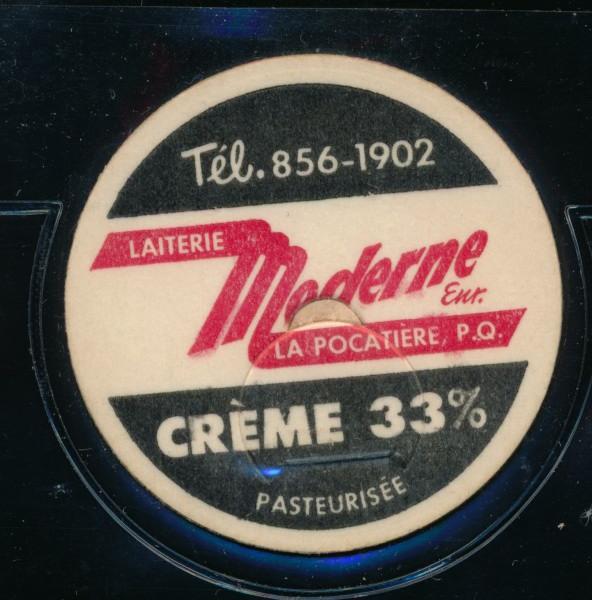 Tél. 856-1902
LAITERIE
Moderne
Enr.
LA POCATIÈRE, P.Q.
CRÈME 33%
PASTEURISÉE